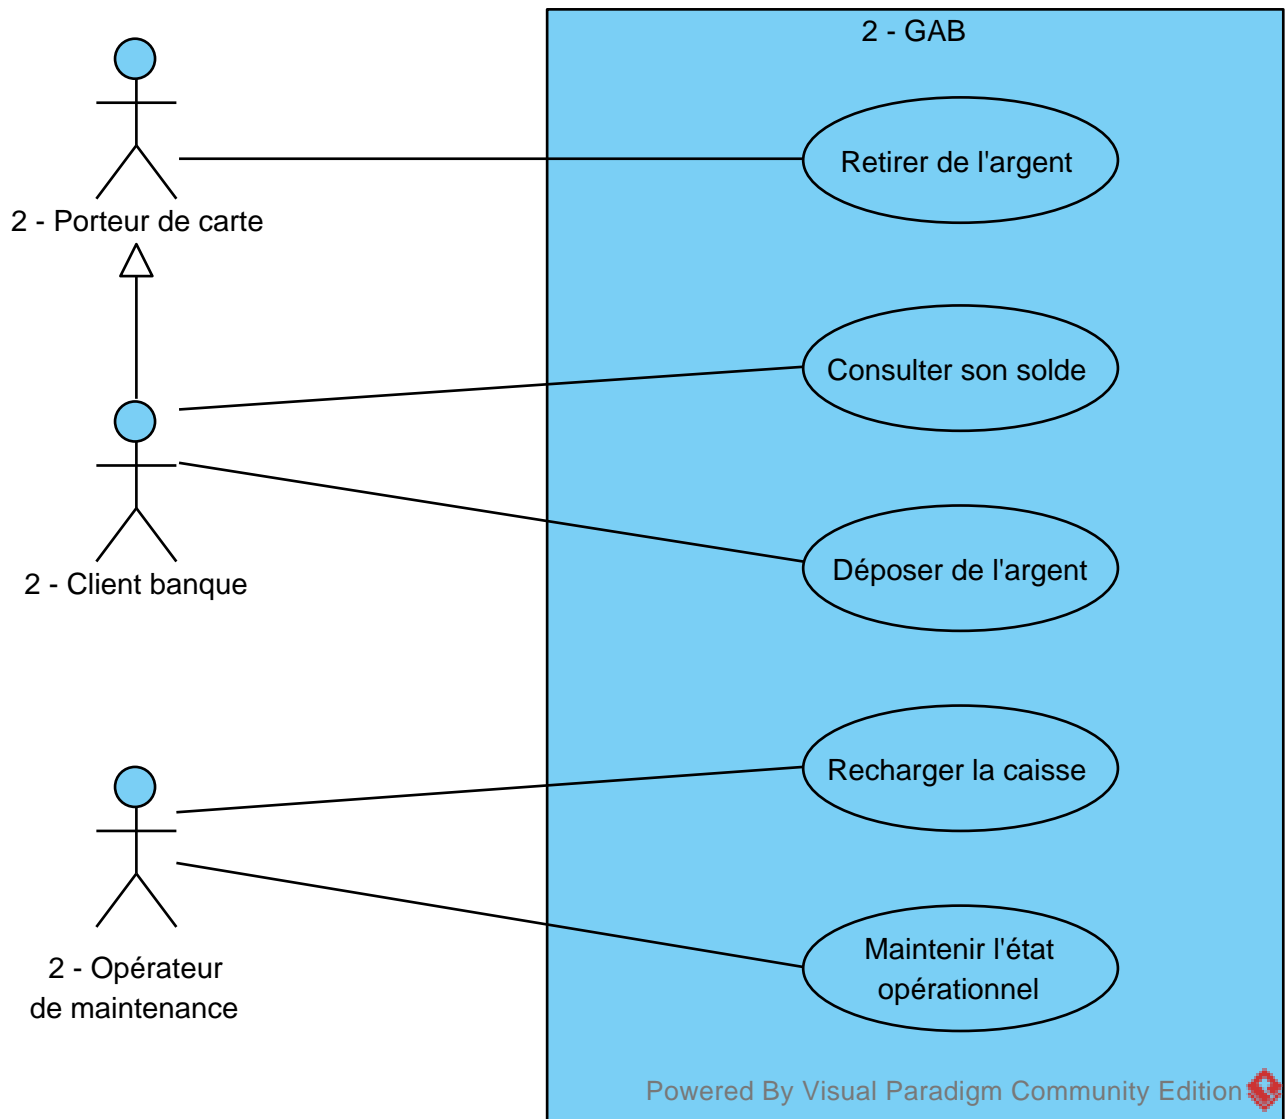 2 - GAB
Retirer de l'argent
2 - Porteur de carte
Consulter son solde
Déposer de l'argent
2 - Client banque
Recharger la caisse
Maintenir l'état
opérationnel
2 - Opérateur
de maintenance
Powered By Visual Paradigm Community Edition